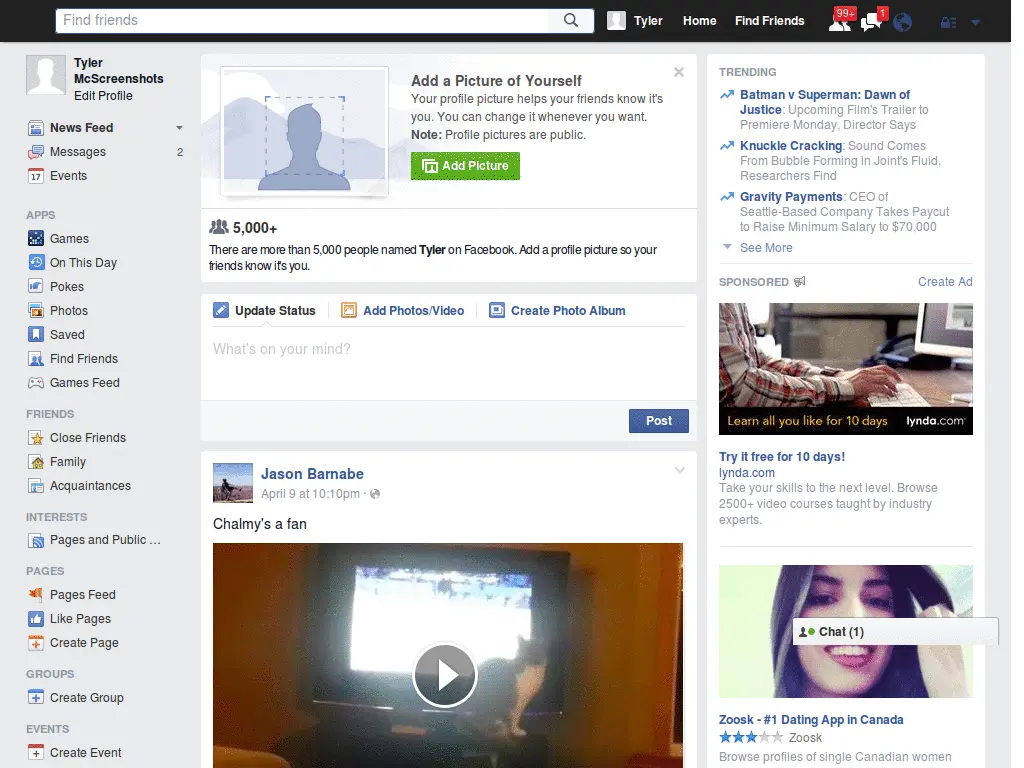 Find friends
Tyler
Home
Find Friends
99+
1
Tyler
McScreenshots
Edit Profile
News Feed
Messages
2
17
Events
APPS
Games
On This Day
Pokes
Photos
Saved
Find Friends
Games Feed
FRIENDS
Close Friends
Family
Acquaintances
INTERESTS
Pages and Public ...
PAGES
Pages Feed
Like Pages
Create Page
GROUPS
Create Group
EVENTS
Create Event
Add a Picture of Yourself
Your profile picture helps your friends know it's
you. You can change it whenever you want.
Note: Profile pictures are public.
Add Picture
5,000+
There are more than 5,000 people named Tyler on Facebook. Add a profile picture so your
friends know it's you.
Update Status
Add Photos/Video
Create Photo Album
What's on your mind?
Post
Jason Barnabe
April 9 at 10:10pm ·
Chalmy's a fan
TRENDING
Batman v Superman: Dawn of
Justice: Upcoming Film's Trailer to
Premiere Monday, Director Says
Knuckle Cracking: Sound Comes
From Bubble Forming in Joint's Fluid,
Researchers Find
Gravity Payments: CEO of
Seattle-Based Company Takes Paycut
to Raise Minimum Salary to $70,000
See More
SPONSORED
Create Ad
Learn all you like for 10 days
lynda.com
Try it free for 10 days!
lynda.com
Take your skills to the next level. Browse
2500+ video courses taught by industry
experts.
Chat (1)
Zoosk - #1 Dating App in Canada
Zoosk
Browse profiles of single Canadian women